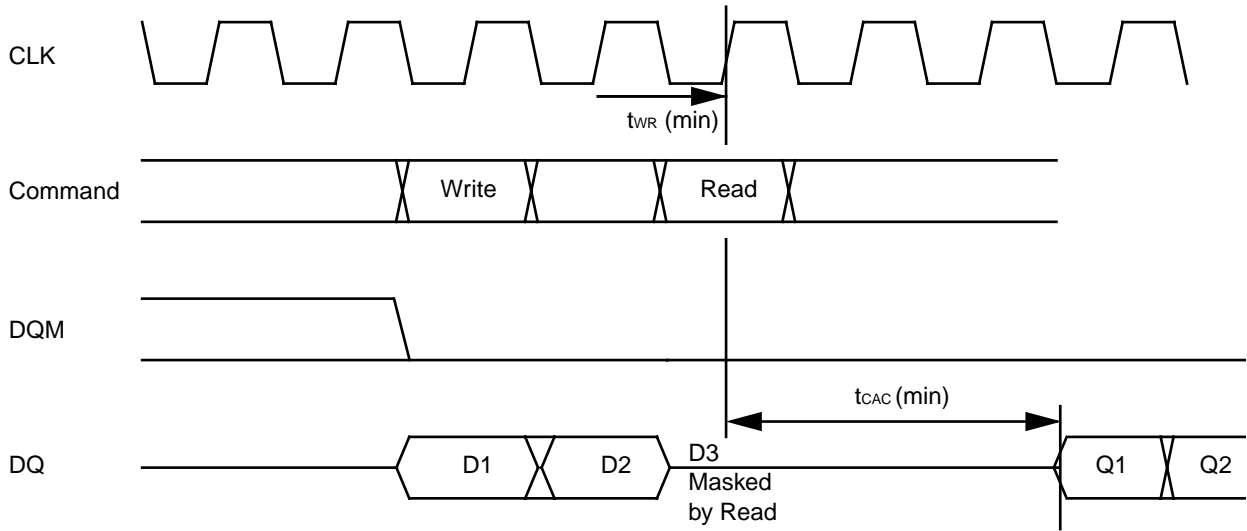 CLK
tWR (min)
Command
Write
Read
DQM
tCAC (min)
DQ
D1
D2
D3
Masked
by Read
Q1
Q2